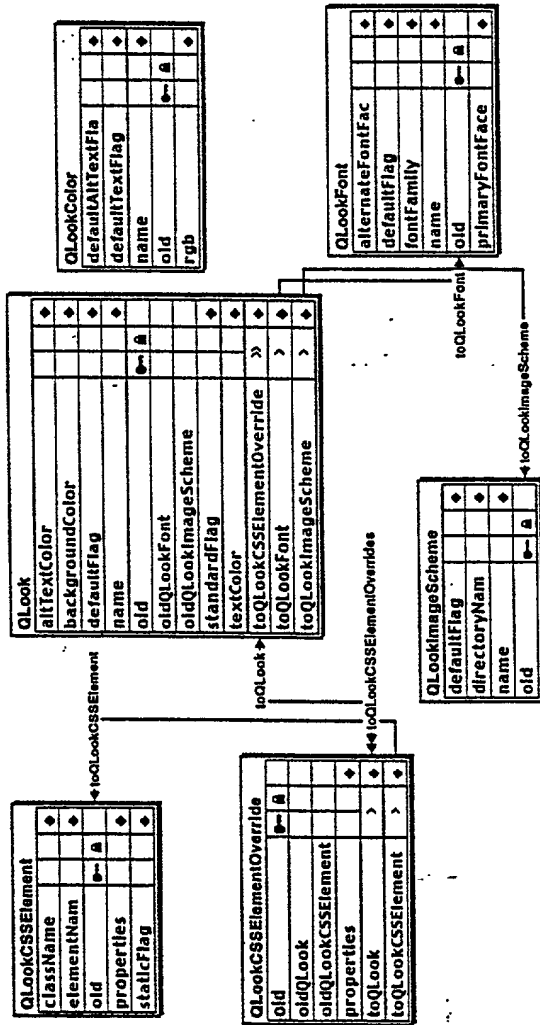 QLookColor
defaultAltTextFla
defaultTextFlag
name
oid
rgb
QLookFont
alternateFontFac
defaultFlag
fontFamily
name
oid
primaryFontFace
QLook
altTextColor
backgroundColor
defaultFlag
name
oid
oidQLookFont
oidQLookImageScheme
standardFlag
textColor
toQLookCSSElementOverride
toQLookFont
toQLookImageScheme
toQLookFont
toQLookImageScheme
QLookImageScheme
defaultFlag
directoryNam
name
oid
toQLookCSSElement
toQLook
toQLookCSSElementOverrides
QLookCSSElement
className
elementNam
oid
properties
staticFlag
QLookCSSElementOverride
oid
oidQLook
oidQLookCSSElement
properties
toQLook
toQLookCSSElement